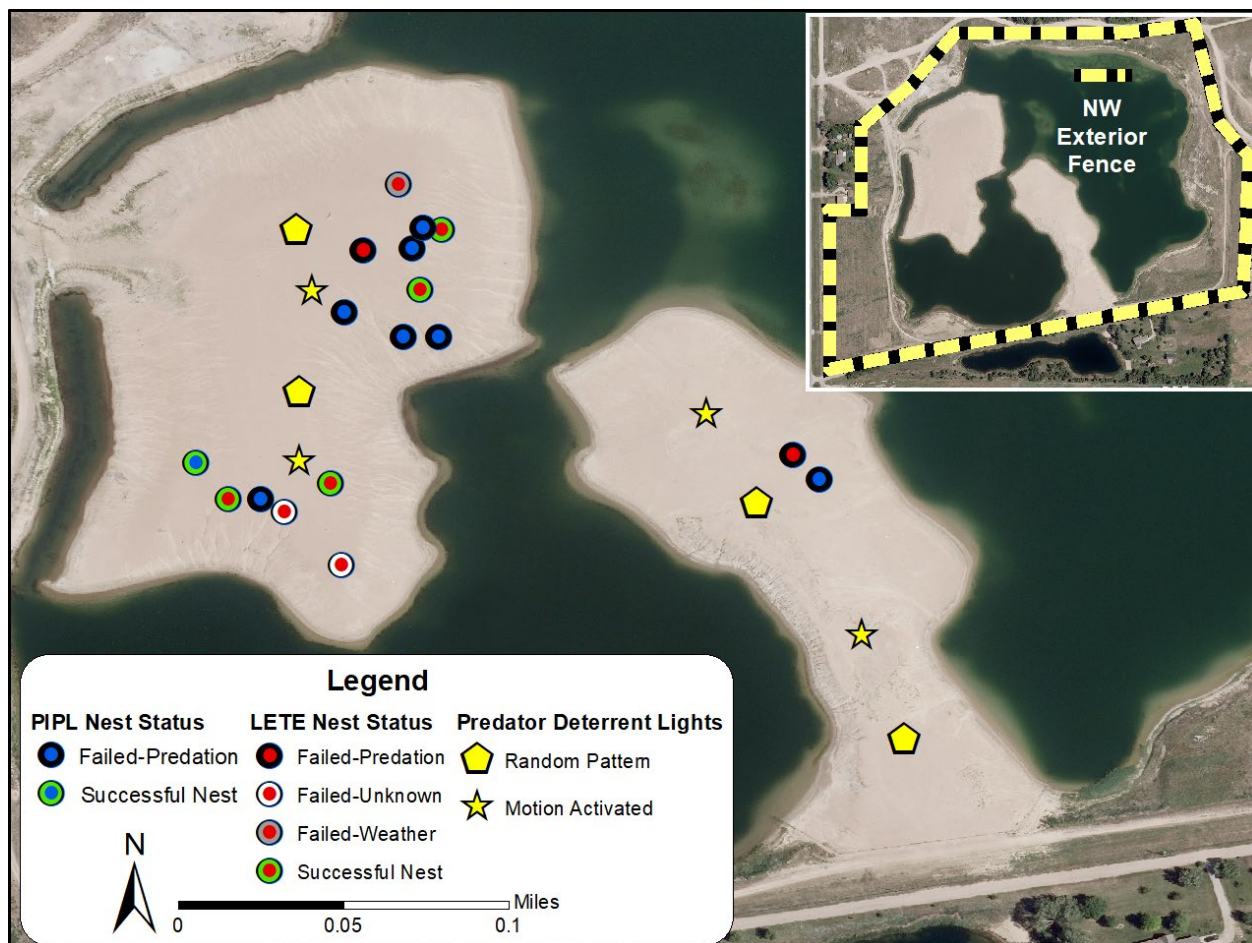 NW
Exterior
Fence
Legend
PIPL Nest Status
Failed-Predation
Successful Nest
LETE Nest Status
Failed-Predation
Failed-Unknown
Failed-Weather
Successful Nest
Predator Deterrent Lights
Random Pattern
Motion Activated
N
Miles
0 0.05 0.1